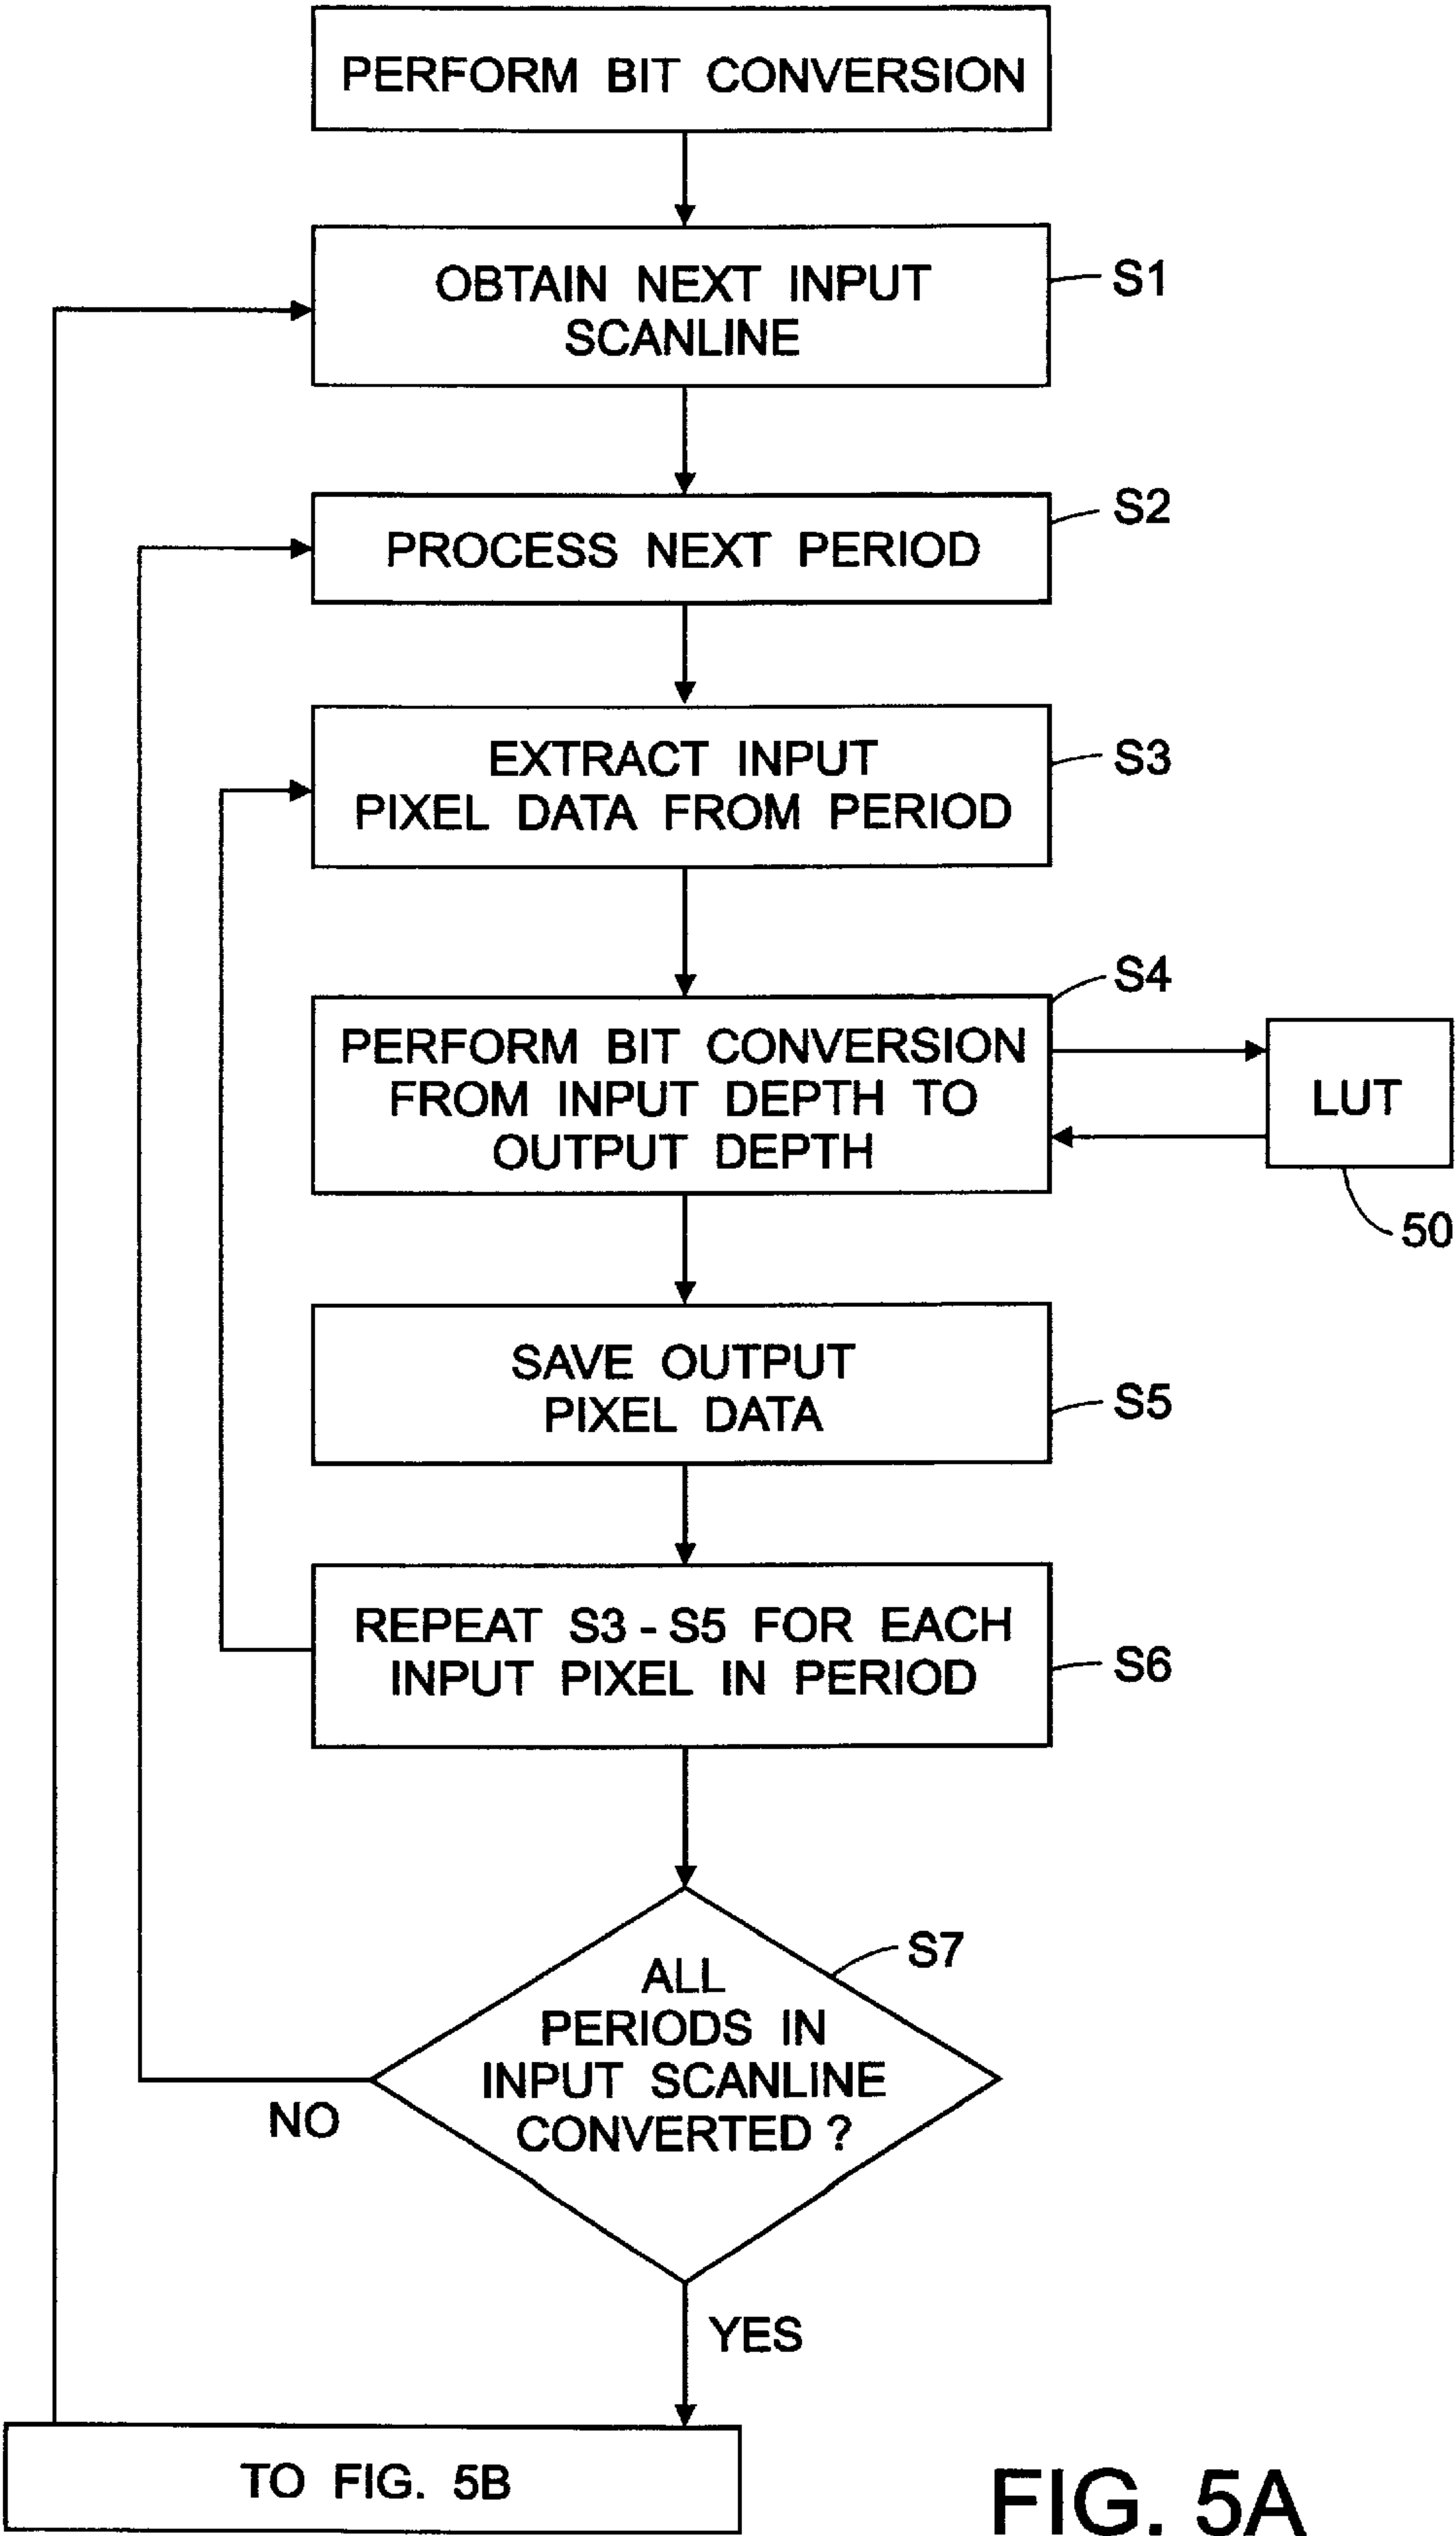 PERFORM BIT CONVERSION
OBTAIN NEXT INPUT
SCANLINE
S1
PROCESS NEXT PERIOD
S2
EXTRACT INPUT
PIXEL DATA FROM PERIOD
S3
PERFORM BIT CONVERSION
FROM INPUT DEPTH TO
OUTPUT DEPTH
S4
LUT
50
SAVE OUTPUT
PIXEL DATA
S5
REPEAT S3 - S5 FOR EACH
INPUT PIXEL IN PERIOD
S6
ALL
PERIODS IN
INPUT SCANLINE
CONVERTED ?
S7
NO
YES
TO FIG. 5B
FIG. 5A